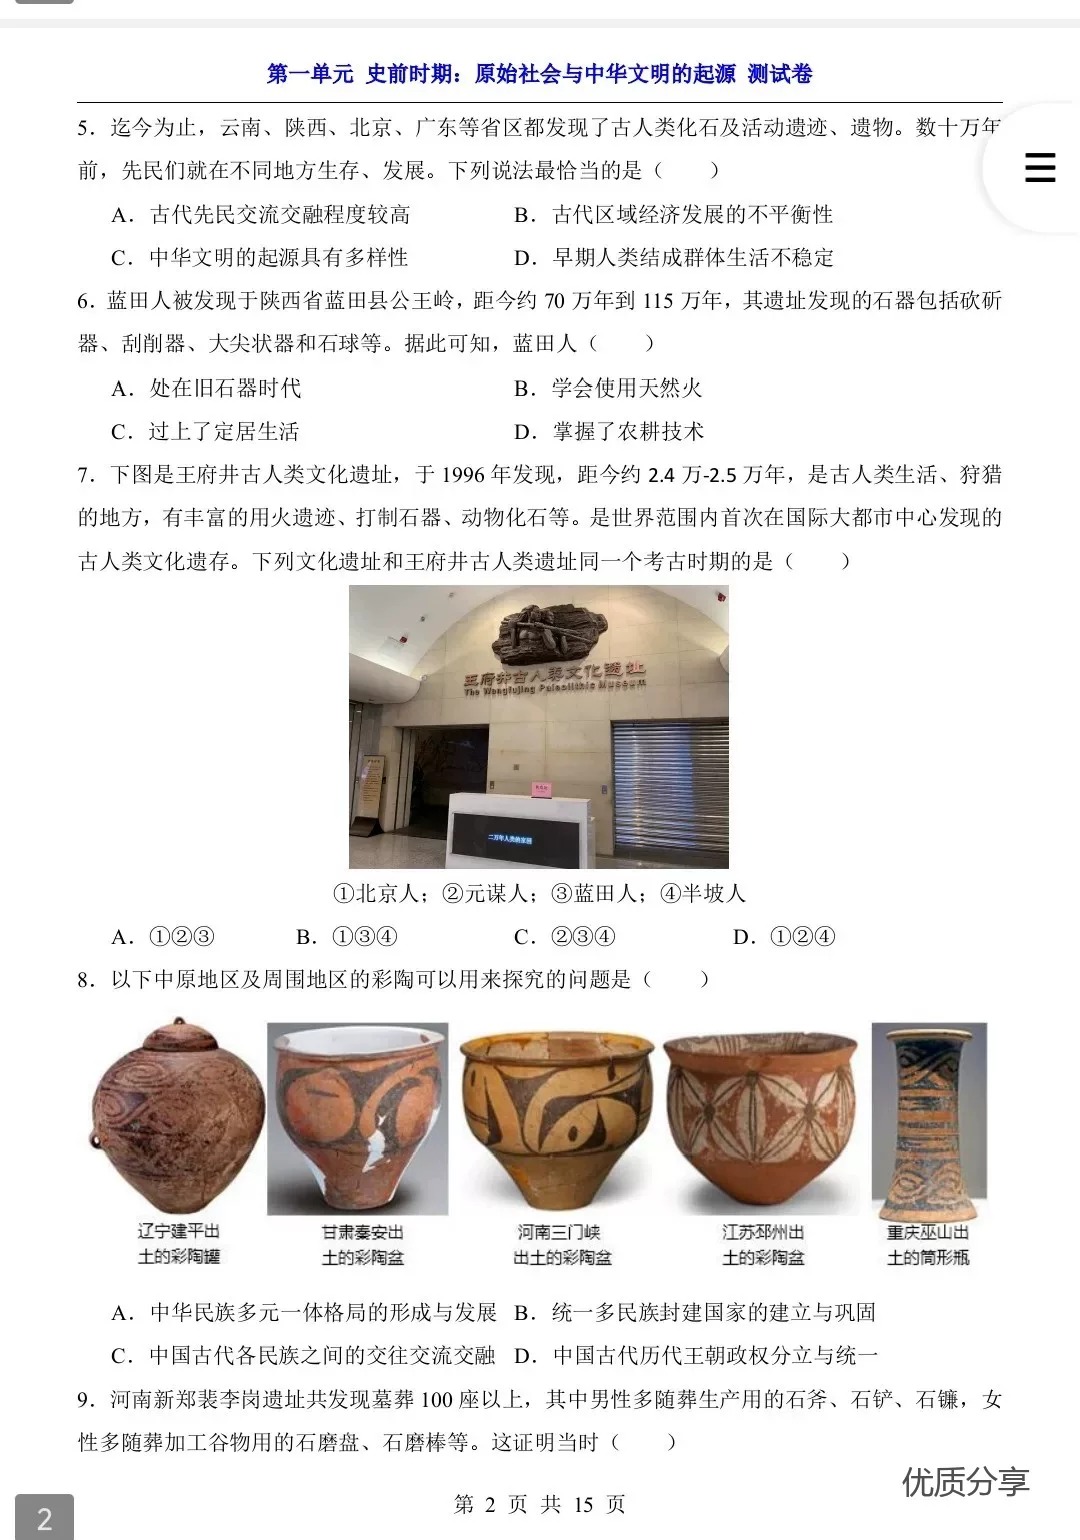 第一单元 史前时期：原始社会与中华文明的起源 测试卷
5．迄今为止，云南、陕西、北京、广东等省区都发现了古人类化石及活动遗迹、遗物。数十万年
前，先民们就在不同地方生存、发展。下列说法最恰当的是（　　）
A．古代先民交流交融程度较高 B．古代区域经济发展的不平衡性
C．中华文明的起源具有多样性 D．早期人类结成群体生活不稳定
6．蓝田人被发现于陕西省蓝田县公王岭，距今约 70 万年到 115 万年，其遗址发现的石器包括砍斫
器、刮削器、大尖状器和石球等。据此可知，蓝田人（　　）
A．处在旧石器时代 B．学会使用天然火
C．过上了定居生活 D．掌握了农耕技术
7．下图是王府井古人类文化遗址，于 1996 年发现，距今约 2.4 万-2.5 万年，是古人类生活、狩猎
的地方，有丰富的用火遗迹、打制石器、动物化石等。是世界范围内首次在国际大都市中心发现的
古人类文化遗存。下列文化遗址和王府井古人类遗址同一个考古时期的是（　　）
王府井古人类文化遗址
The Wangfujing Paleolithic Museum
二万年人类的家园
①北京人；②元谋人；③蓝田人；④半坡人
A．①②③ B．①③④ C．②③④ D．①②④
8．以下中原地区及周围地区的彩陶可以用来探究的问题是（　　）
辽宁建平出 甘肃秦安出 河南三门峡 江苏邳州出 重庆巫山出
土的彩陶罐 土的彩陶盆 出土的彩陶盆 土的彩陶盆 土的筒形瓶
A．中华民族多元一体格局的形成与发展 B．统一多民族封建国家的建立与巩固
C．中国古代各民族之间的交往交流交融 D．中国古代历代王朝政权分立与统一
9．河南新郑裴李岗遗址共发现墓葬 100 座以上，其中男性多随葬生产用的石斧、石铲、石镰，女
性多随葬加工谷物用的石磨盘、石磨棒等。这证明当时（　　）
优质分享
第 2 页 共 15 页
2